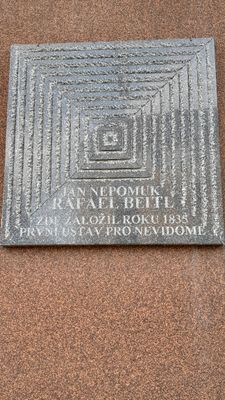 JAN NEPOMUK
RAFAEL BEITL
ZDE ZALOŽIL ROKU 1835
PRVNÍ ÚSTAV PRO NEVIDOMÉ